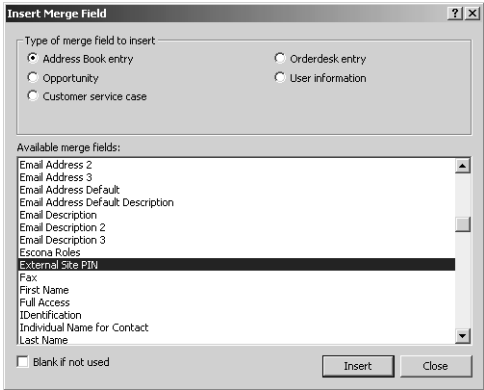 Insert Merge Field
Type of merge field to insert
Address Book entry
Orderdesk entry
Opportunity
User information
Customer service case
Available merge fields:
Email Address 2
Email Address 3
Email Address Default
Email Address Default Description
Email Description
Email Description 2
Email Description 3
Escona Roles
External Site PIN
Fax
First Name
Full Access
IDentification
Individual Name for Contact
Last Name
Blank if not used
Insert
Close